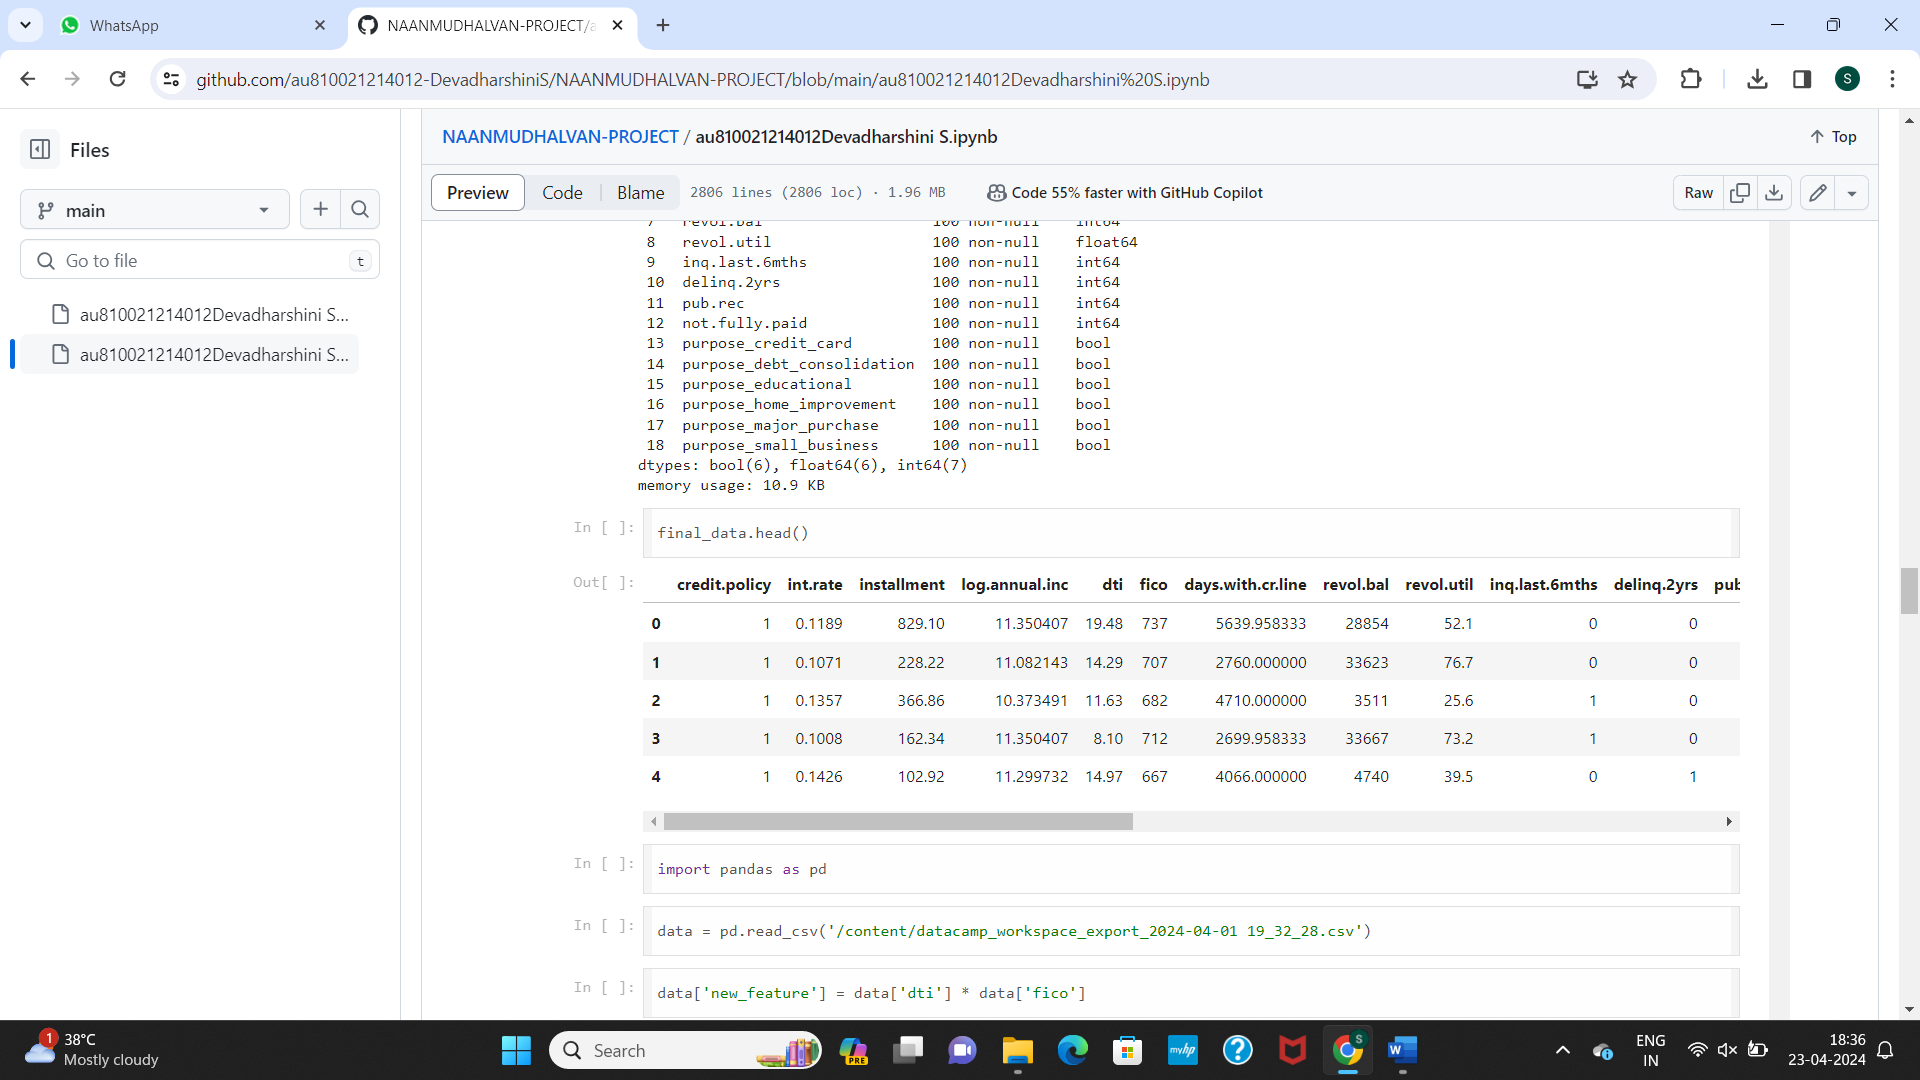 WhatsApp
NAANMUDHALVAN-PROJECT/a
github.com/au810021214012-DevadharshiniS/NAANMUDHALVAN-PROJECT/blob/main/au810021214012Devadharshini%20S.ipynb
S
Files
NAANMUDHALVAN-PROJECT / au810021214012Devadharshini S.ipynb
Top
main
Preview Code Blame 2806 lines (2806 loc) · 1.96 MB Code 55% faster with GitHub Copilot Raw
Go to file t
au810021214012Devadharshini S...
au810021214012Devadharshini S...
7 revol.bal 100 non-null int64
8 revol.util 100 non-null float64
9 inq.last.6mths 100 non-null int64
10 delinq.2yrs 100 non-null int64
11 pub.rec 100 non-null int64
12 not.fully.paid 100 non-null int64
13 purpose_credit_card 100 non-null bool
14 purpose_debt_consolidation 100 non-null bool
15 purpose_educational 100 non-null bool
16 purpose_home_improvement 100 non-null bool
17 purpose_major_purchase 100 non-null bool
18 purpose_small_business 100 non-null bool
dtypes: bool(6), float64(6), int64(7)
memory usage: 10.9 KB
In [ ]: final_data.head()
Out[ ]: credit.policy int.rate installment log.annual.inc dti fico days.with.cr.line revol.bal revol.util inq.last.6mths delinq.2yrs pub
0 1 0.1189 829.10 11.350407 19.48 737 5639.958333 28854 52.1 0 0
1 1 0.1071 228.22 11.082143 14.29 707 2760.000000 33623 76.7 0 0
2 1 0.1357 366.86 10.373491 11.63 682 4710.000000 3511 25.6 1 0
3 1 0.1008 162.34 11.350407 8.10 712 2699.958333 33667 73.2 1 0
4 1 0.1426 102.92 11.299732 14.97 667 4066.000000 4740 39.5 0 1
In [ ]: import pandas as pd
In [ ]: data = pd.read_csv('/content/datacamp_workspace_export_2024-04-01 19_32_28.csv')
In [ ]: data['new_feature'] = data['dti'] * data['fico']
1 38°C
Mostly cloudy
Search
PRE
myhp
S
W
ENG
IN
18:36
23-04-2024